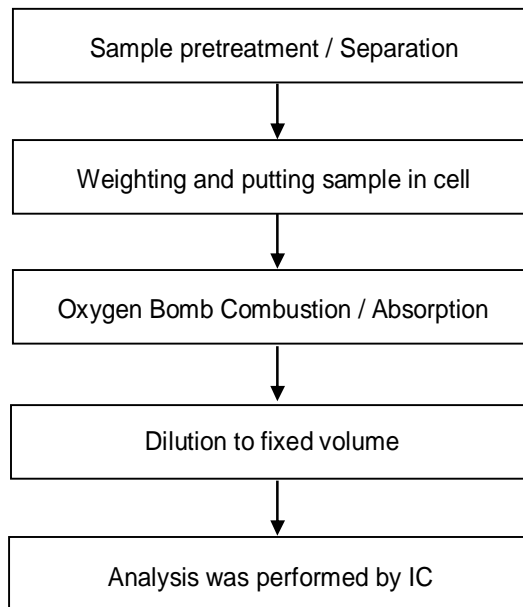 Sample pretreatment / Separation
Weighting and putting sample in cell
Oxygen Bomb Combustion / Absorption
Dilution to fixed volume
Analysis was performed by IC